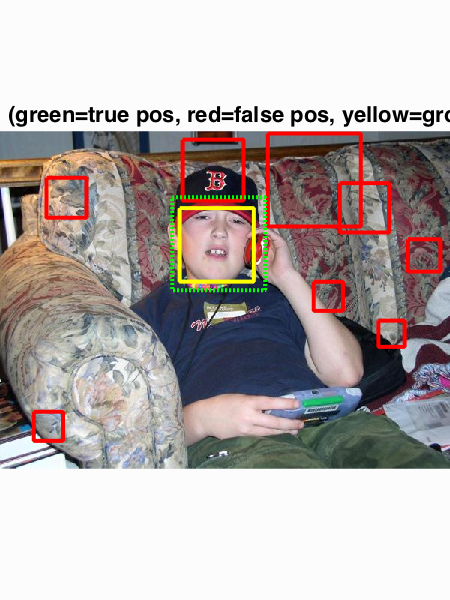 (green=true pos, red=false pos, yellow=gro
B